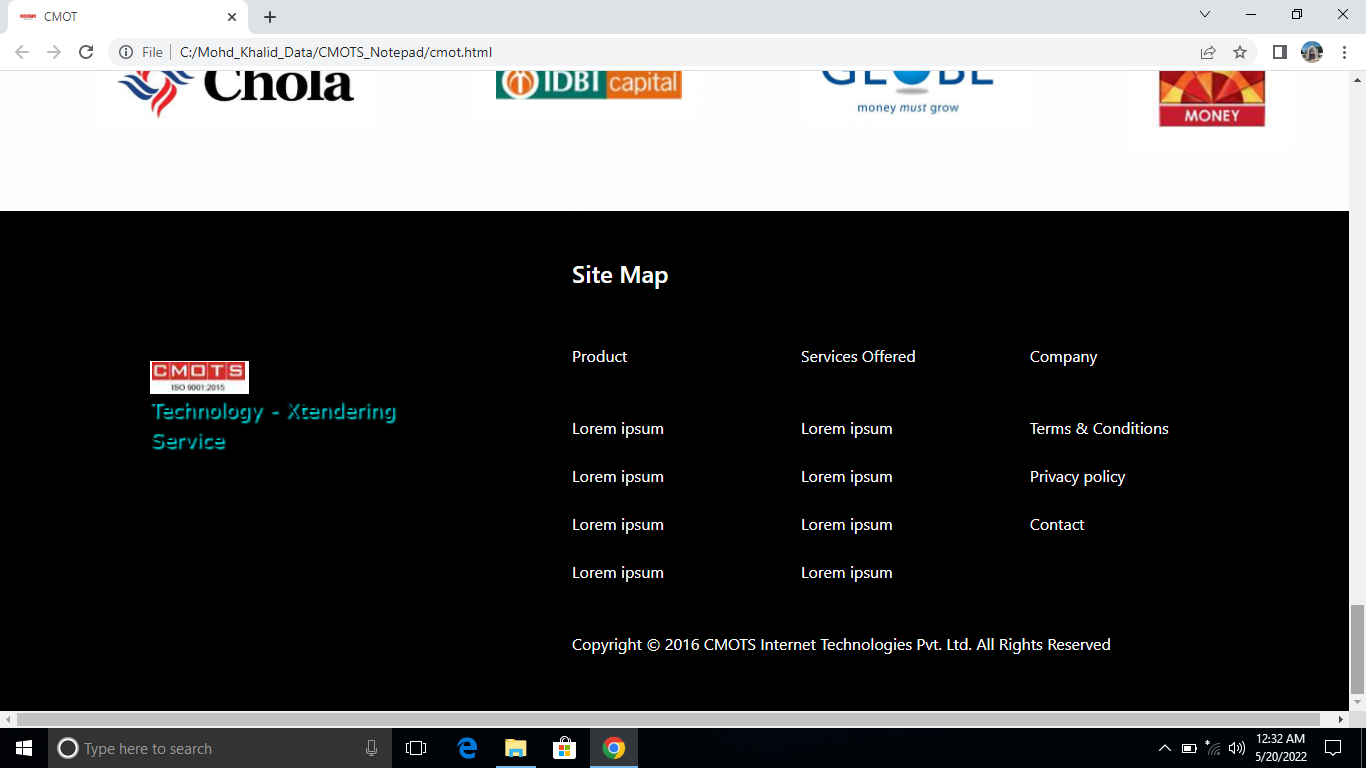 CMOT
File
C:/Mohd_Khalid_Data/CMOTS_Notepad/cmot.html
Chola
IDBI capital
GLOBE
money must grow
MONEY
Site Map
Product
Services Offered
Company
CMOTS
ISO 9001:2015
Technology - Xtendering
Service
Lorem ipsum
Lorem ipsum
Terms & Conditions
Lorem ipsum
Lorem ipsum
Privacy policy
Lorem ipsum
Lorem ipsum
Contact
Lorem ipsum
Lorem ipsum
Copyright © 2016 CMOTS Internet Technologies Pvt. Ltd. All Rights Reserved
Type here to search
12:32 AM
5/20/2022